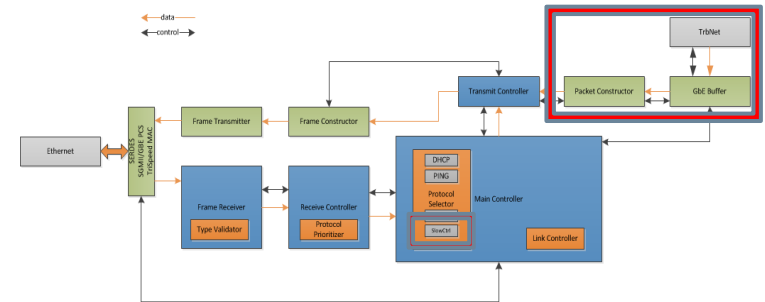 data
control
TrbNet
Transmit Controller
Packet Constructor
GbE Buffer
Frame Transmitter
Frame Constructor
Ethernet
SERDES
SGMII/GBE PCS
TriSpeed MAC
DHCP
PING
Protocol
Selector
Main Controller
Frame Receiver
Receive Controller
Type Validator
Protocol
Prioritizer
SlowCtrl
Link Controller